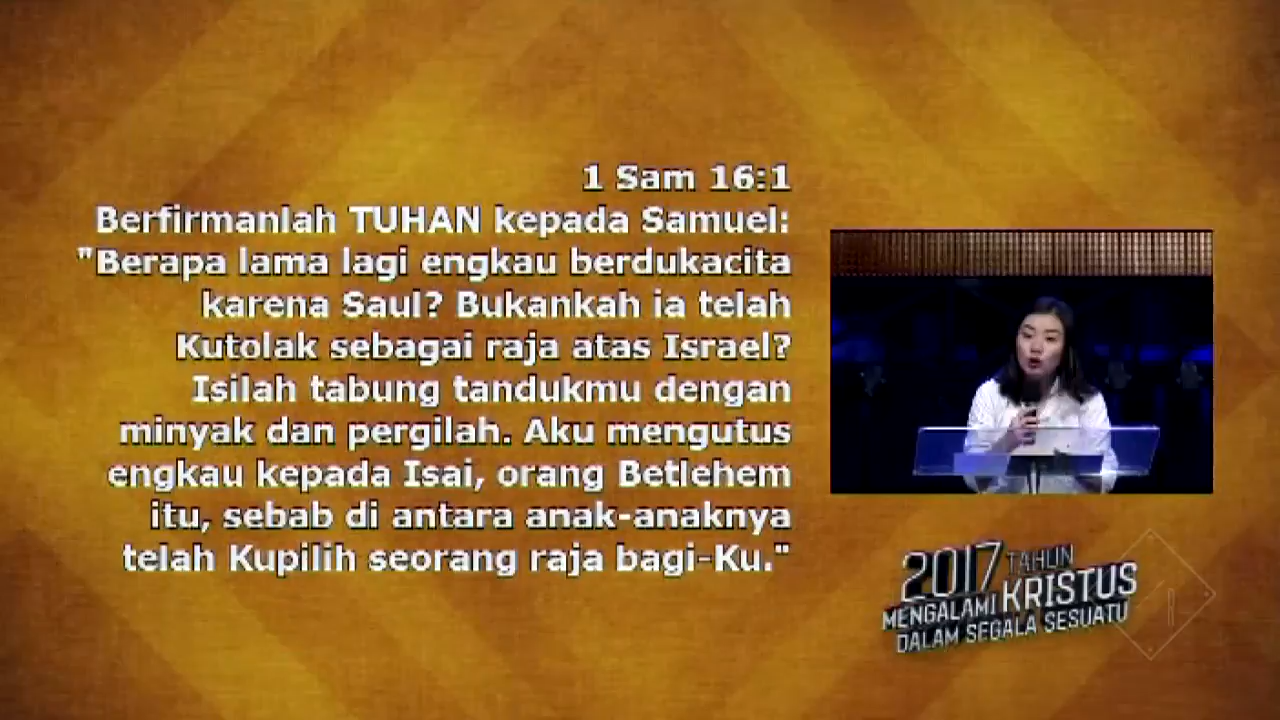 1 Sam 16:1
Berfirmanlah TUHAN kepada Samuel:
"Berapa lama lagi engkau berdukacita
karena Saul? Bukankah ia telah
Kutolak sebagai raja atas Israel?
Isilah tabung tandukmu dengan
minyak dan pergilah. Aku mengutus
engkau kepada Isai, orang Betlehem
itu, sebab di antara anak-anaknya
telah Kupilih seorang raja bagi-Ku."
2017 TAHUN
MENGALAMI KRISTUS
DALAM SEGALA SESUATU